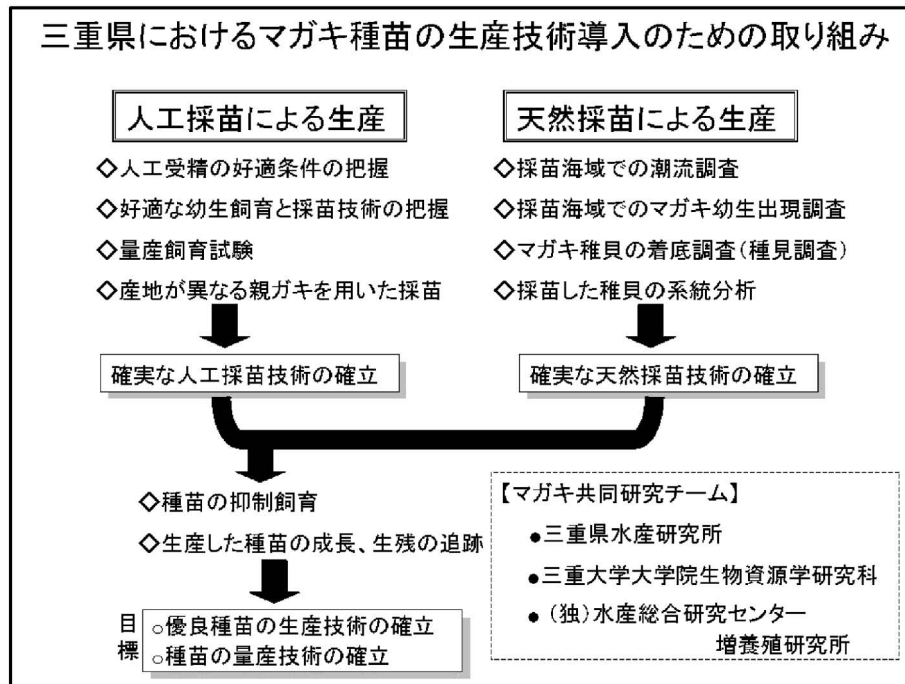 三重県におけるマガキ種苗の生産技術導入のための取り組み
人工採苗による生産
◇人工受精の好適条件の把握
◇好適な幼生飼育と採苗技術の把握
◇量産飼育試験
◇産地が異なる親ガキを用いた採苗
確実な人工採苗技術の確立
天然採苗による生産
◇採苗海域での潮流調査
◇採苗海域でのマガキ幼生出現調査
◇マガキ稚貝の着底調査(種見調査)
◇採苗した稚貝の系統分析
確実な天然採苗技術の確立
◇種苗の抑制飼育
◇生産した種苗の成長、生残の追跡
目標
○優良種苗の生産技術の確立
○種苗の量産技術の確立
【マガキ共同研究チーム】
●三重県水産研究所
●三重大学大学院生物資源学研究科
●(独)水産総合研究センター
増養殖研究所